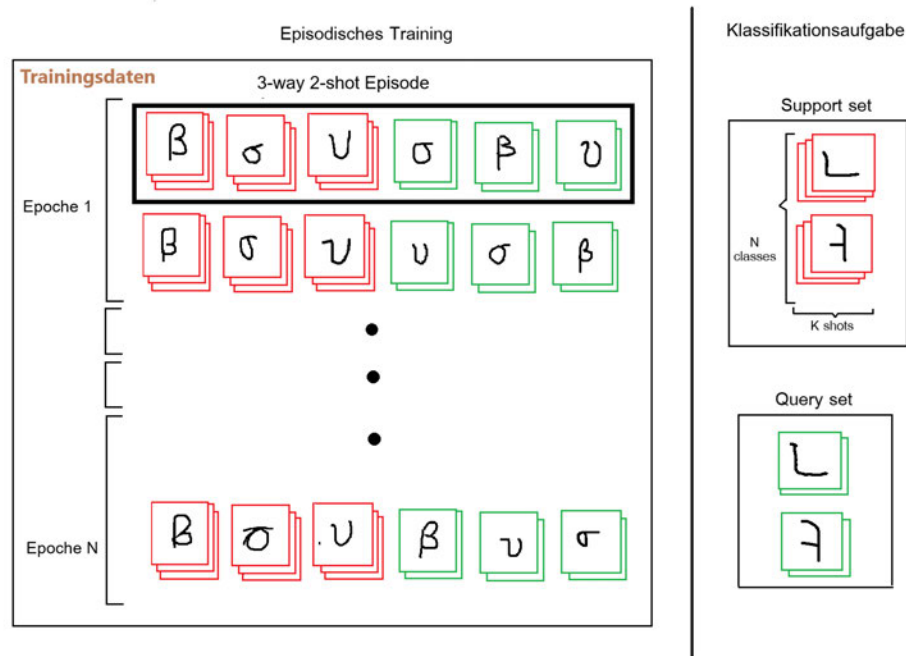 Episodisches Training
Trainingsdaten
3-way 2-shot Episode
Epoche 1
β σ υ σ β υ
β σ υ υ σ β
Epoche N
β σ υ β υ σ
Klassifikationsaufgabe
Support set
N
classes
K shots
Query set